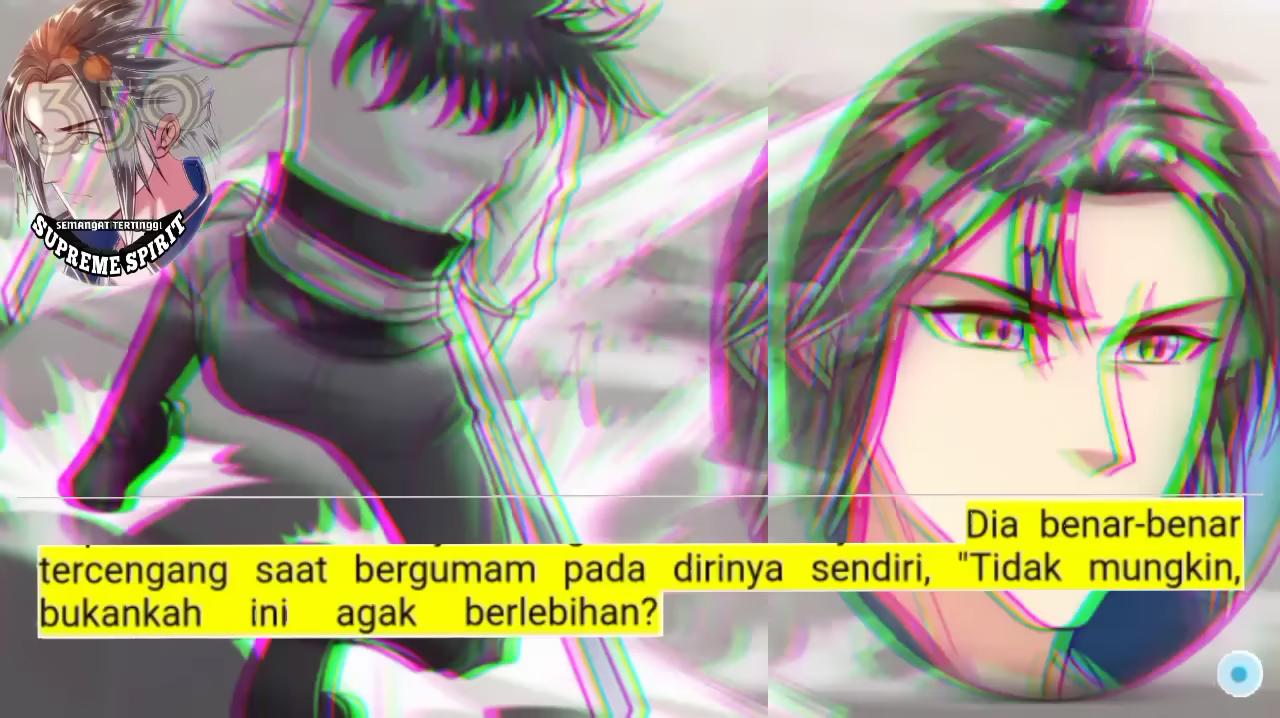 359
SEMANGAT TERTINGGI
SUPREME SPIRIT
Dia benar-benar
tercengang saat bergumam pada dirinya sendiri, "Tidak mungkin,
bukankah ini agak berlebihan?